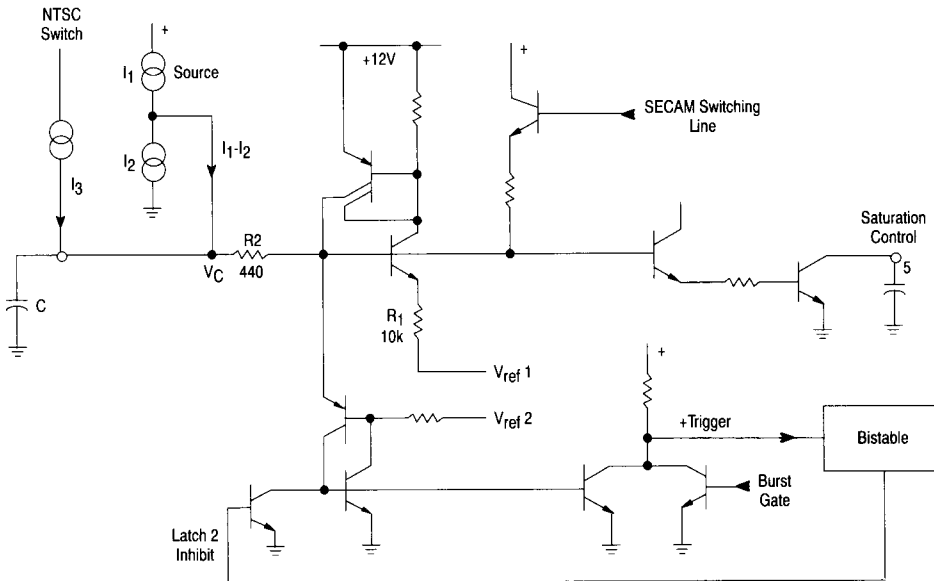 NTSC
Switch
+
I1
Source
I2
I1-I2
I3
C
VC
R2
440
+12V
R1
10k
Vref 1
Vref 2
+
SECAM Switching
Line
Saturation
Control
5
+
+Trigger
Bistable
Burst
Gate
Latch 2
Inhibit